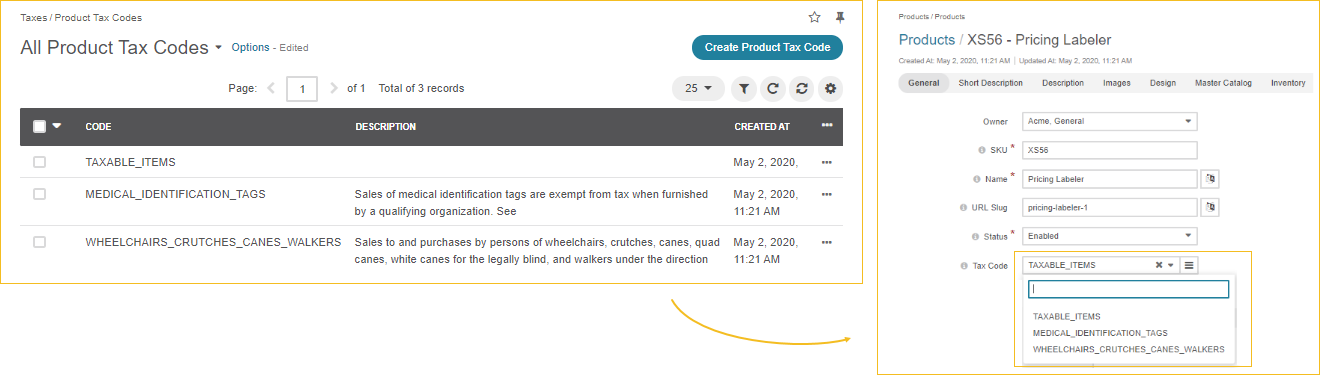 Taxes / Product Tax Codes
All Product Tax Codes Options - Edited
Create Product Tax Code
Page: 1 of 1 Total of 3 records
25
CODE DESCRIPTION CREATED AT
TAXABLE_ITEMS May 2, 2020,
MEDICAL_IDENTIFICATION_TAGS Sales of medical identification tags are exempt from tax when furnished May 2, 2020,
by a qualifying organization. See 11:21 AM
WHEELCHAIRS_CRUTCHES_CANES_WALKERS Sales to and purchases by persons of wheelchairs, crutches, canes, quad May 2, 2020,
canes, white canes for the legally blind, and walkers under the direction 11:21 AM
Products / Products
Products / XS56 - Pricing Labeler
Created At: May 2, 2020, 11:21 AM | Updated At: May 2, 2020, 11:21 AM
General Short Description Description Images Design Master Catalog Inventory
Owner Acme, General
SKU * XS56
Name * Pricing Labeler
URL Slug pricing-labeler-1
Status * Enabled
Tax Code TAXABLE_ITEMS
TAXABLE_ITEMS
MEDICAL_IDENTIFICATION_TAGS
WHEELCHAIRS_CRUTCHES_CANES_WALKERS